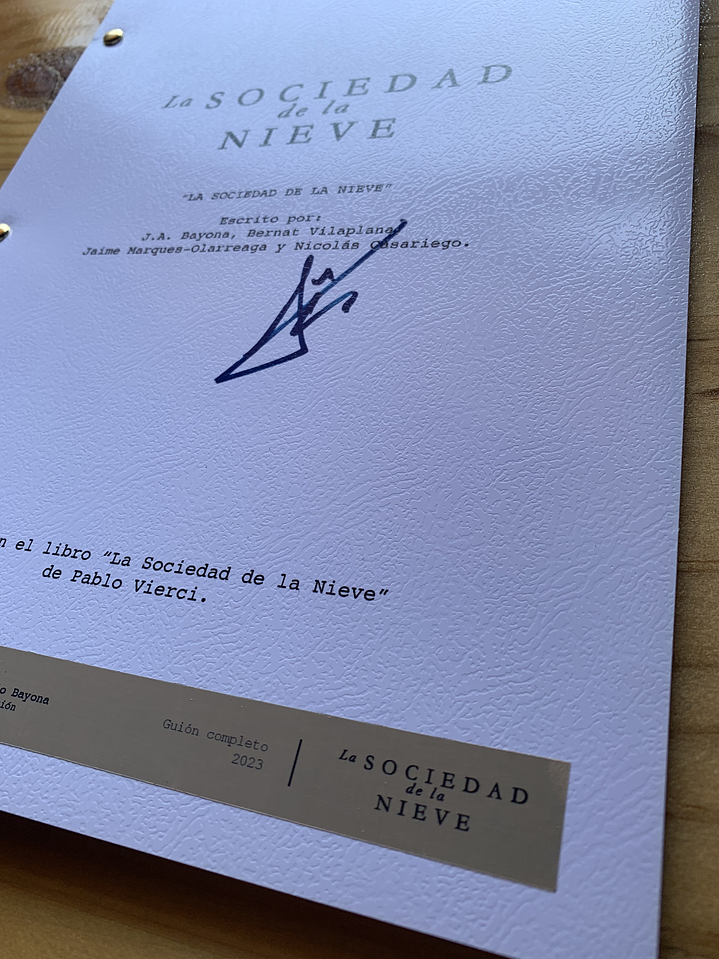 La SOCIEDAD
de la
NIEVE
"LA SOCIEDAD DE LA NIEVE"
Escrito por:
J.A. Bayona, Bernat Vilaplana,
Jaime Marques-Olarreaga y Nicolás Casariego.
el libro "La Sociedad de la Nieve"
de Pablo Vierci.
Bayona
Guión completo
2023
La SOCIEDAD
de la
NIEVE